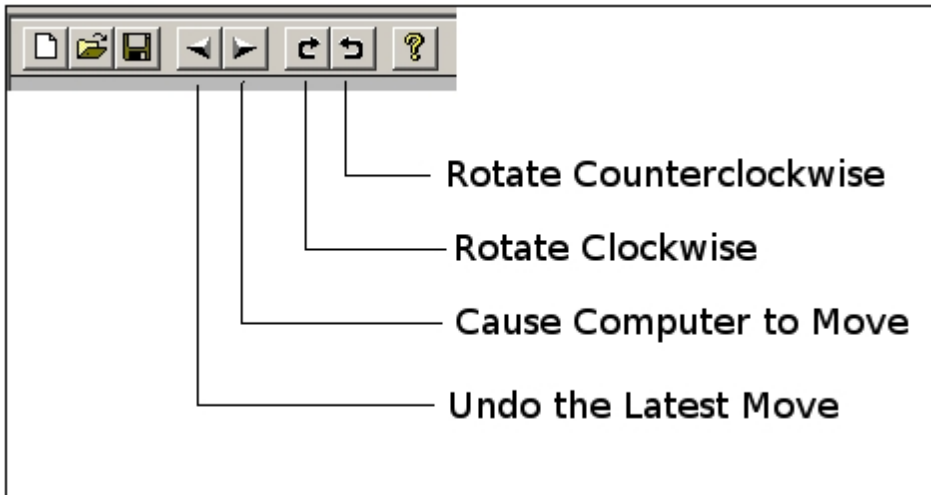 Rotate Counterclockwise
Rotate Clockwise
Cause Computer to Move
Undo the Latest Move